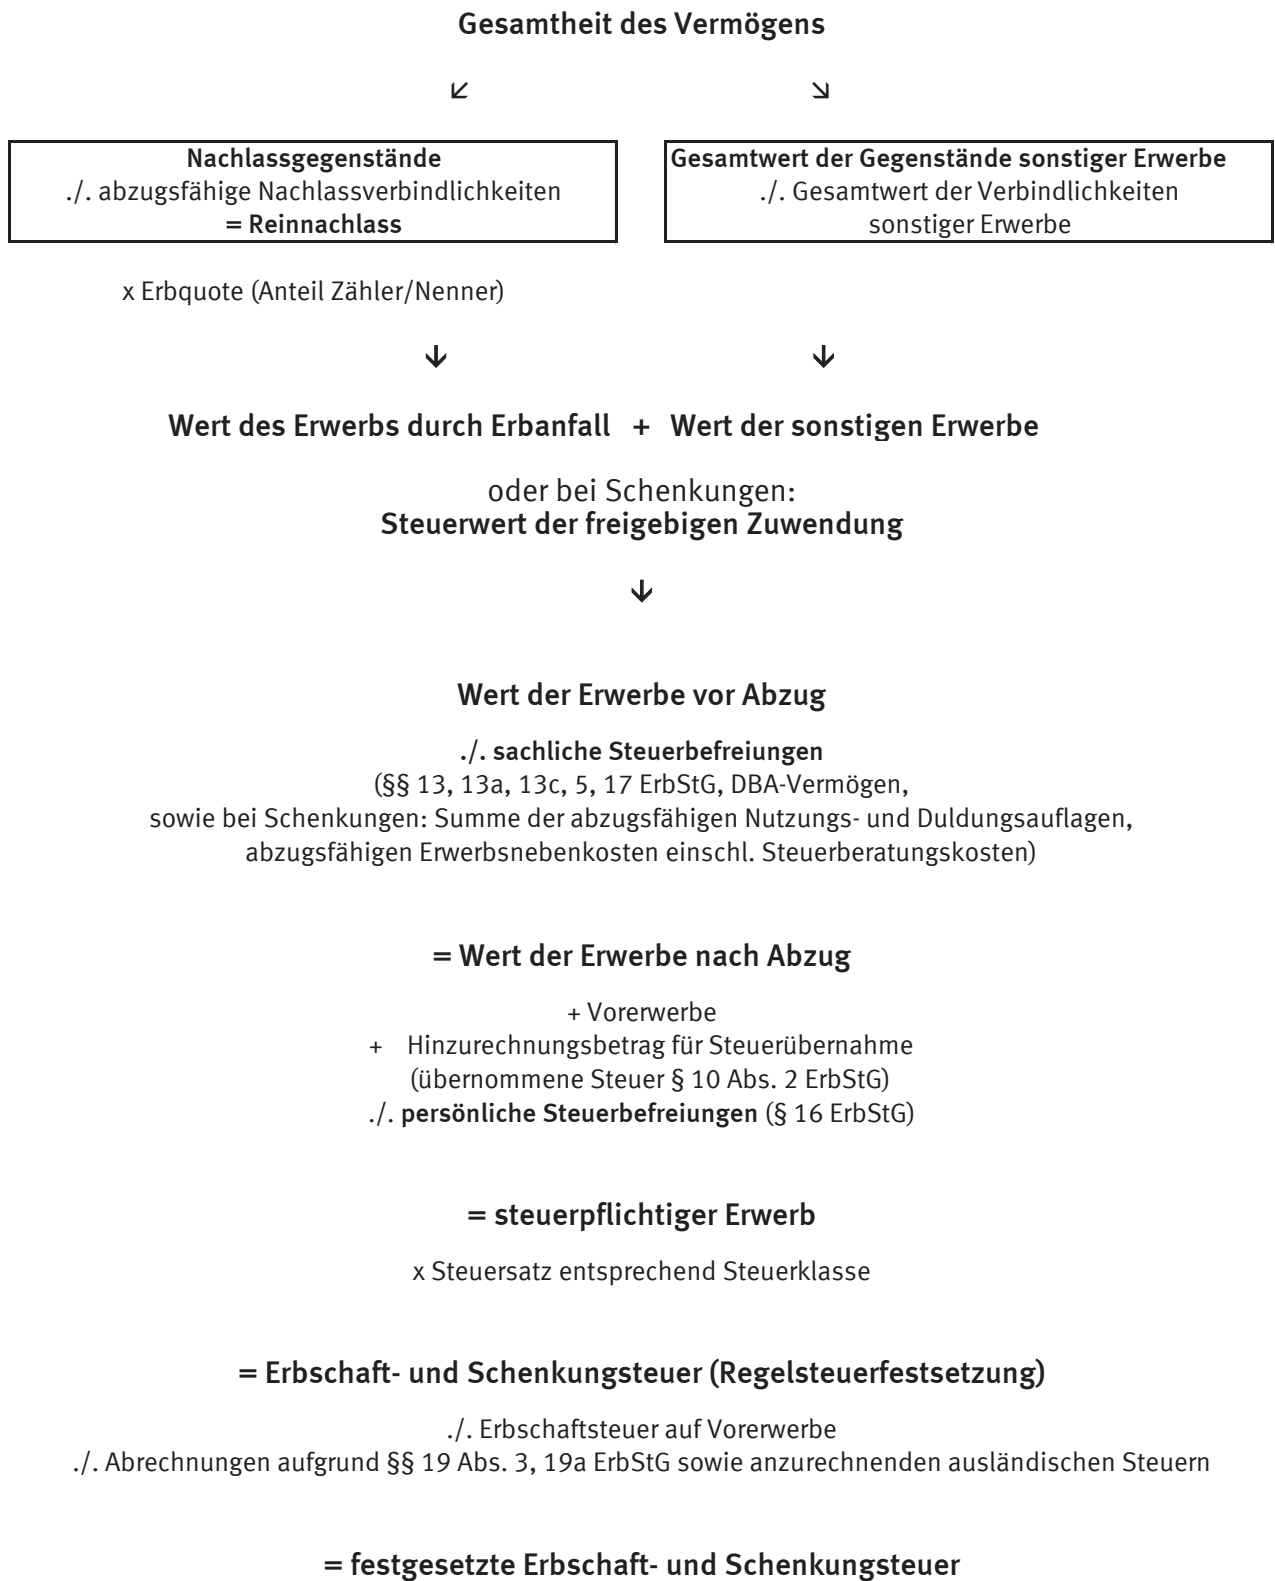 Gesamtheit des Vermögens
↙ ↘
Nachlassgegenstände
./. abzugsfähige Nachlassverbindlichkeiten
= Reinnachlass
Gesamtwert der Gegenstände sonstiger Erwerbe
./. Gesamtwert der Verbindlichkeiten
sonstiger Erwerbe
x Erbquote (Anteil Zähler/Nenner)
↓ ↓
Wert des Erwerbs durch Erbanfall + Wert der sonstigen Erwerbe
oder bei Schenkungen:
Steuerwert der freigebigen Zuwendung
↓
Wert der Erwerbe vor Abzug
./. sachliche Steuerbefreiungen
(§§ 13, 13a, 13c, 5, 17 ErbStG, DBA-Vermögen,
sowie bei Schenkungen: Summe der abzugsfähigen Nutzungs- und Duldungsauflagen,
abzugsfähigen Erwerbsnebenkosten einschl. Steuerberatungskosten)
= Wert der Erwerbe nach Abzug
+ Vorerwerbe
+ Hinzurechnungsbetrag für Steuerübernahme
(übernommene Steuer § 10 Abs. 2 ErbStG)
./. persönliche Steuerbefreiungen (§ 16 ErbStG)
= steuerpflichtiger Erwerb
x Steuersatz entsprechend Steuerklasse
= Erbschaft- und Schenkungsteuer (Regelsteuerfestsetzung)
./. Erbschaftsteuer auf Vorerwerbe
./. Abrechnungen aufgrund §§ 19 Abs. 3, 19a ErbStG sowie anzurechnenden ausländischen Steuern
= festgesetzte Erbschaft- und Schenkungsteuer